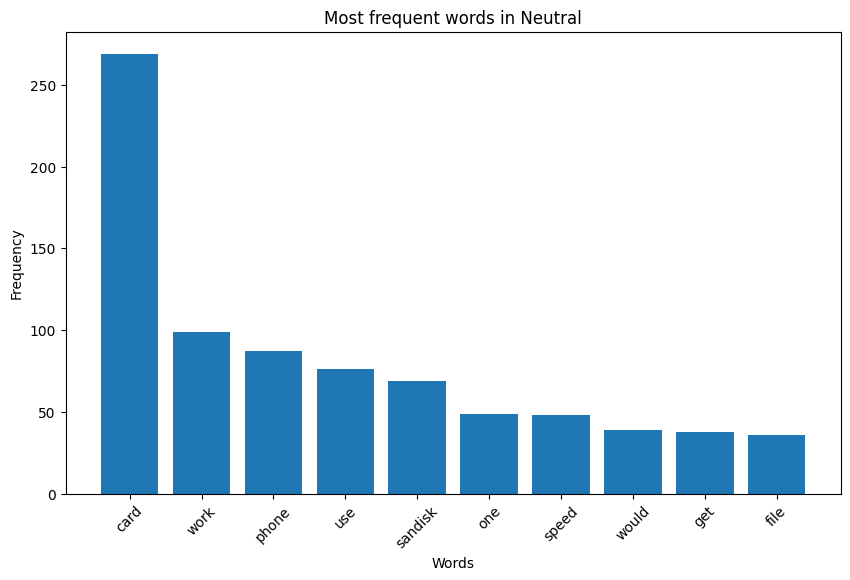 Most frequent words in Neutral
Frequency
250
200
150
100
50
0
card work phone use sandisk one speed would get file
Words